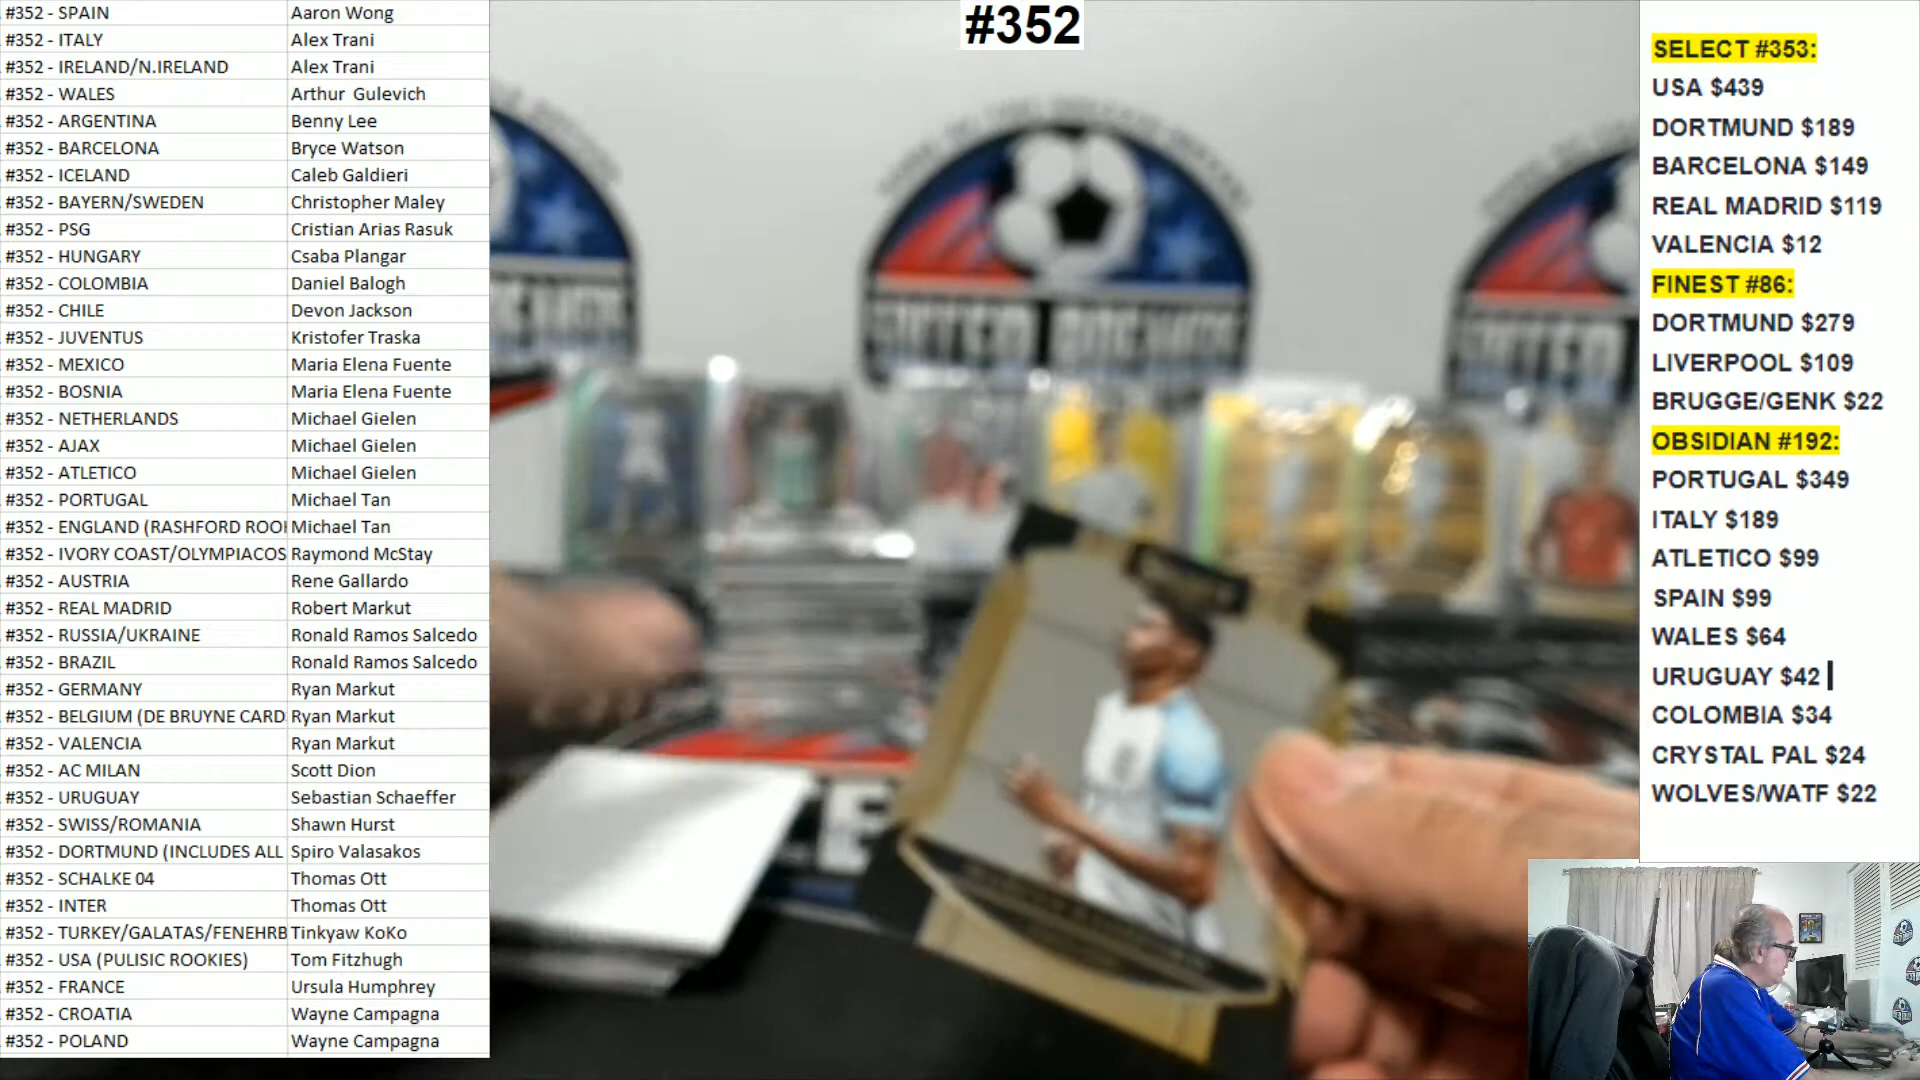 #352 - SPAIN Aaron Wong
#352 - ITALY Alex Trani
#352 - IRELAND/N.IRELAND Alex Trani
#352 - WALES Arthur Gulevich
#352 - ARGENTINA Benny Lee
#352 - BARCELONA Bryce Watson
#352 - ICELAND Caleb Galdieri
#352 - BAYERN/SWEDEN Christopher Maley
#352 - PSG Cristian Arias Rasuk
#352 - HUNGARY Csaba Plangar
#352 - COLOMBIA Daniel Balogh
#352 - CHILE Devon Jackson
#352 - JUVENTUS Kristofer Traska
#352 - MEXICO Maria Elena Fuente
#352 - BOSNIA Maria Elena Fuente
#352 - NETHERLANDS Michael Gielen
#352 - AJAX Michael Gielen
#352 - ATLETICO Michael Gielen
#352 - PORTUGAL Michael Tan
#352 - ENGLAND (RASHFORD ROO Michael Tan
#352 - IVORY COAST/OLYMPIACOS Raymond McStay
#352 - AUSTRIA Rene Gallardo
#352 - REAL MADRID Robert Markut
#352 - RUSSIA/UKRAINE Ronald Ramos Salcedo
#352 - BRAZIL Ronald Ramos Salcedo
#352 - GERMANY Ryan Markut
#352 - BELGIUM (DE BRUYNE CARD Ryan Markut
#352 - VALENCIA Ryan Markut
#352 - AC MILAN Scott Dion
#352 - URUGUAY Sebastian Schaeffer
#352 - SWISS/ROMANIA Shawn Hurst
#352 - DORTMUND (INCLUDES ALL Spiro Valasakos
#352 - SCHALKE 04 Thomas Ott
#352 - INTER Thomas Ott
#352 - TURKEY/GALATAS/FENEHRB Tinkyaw KoKo
#352 - USA (PULISIC ROOKIES) Tom Fitzhugh
#352 - FRANCE Ursula Humphrey
#352 - CROATIA Wayne Campagna
#352 - POLAND Wayne Campagna
#352
SELECT #353:
USA $439
DORTMUND $189
BARCELONA $149
REAL MADRID $119
VALENCIA $12
FINEST #86:
DORTMUND $279
LIVERPOOL $109
BRUGGE/GENK $22
OBSIDIAN #192:
PORTUGAL $349
ITALY $189
ATLETICO $99
SPAIN $99
WALES $64
URUGUAY $42
COLOMBIA $34
CRYSTAL PAL $24
WOLVES/WATF $22